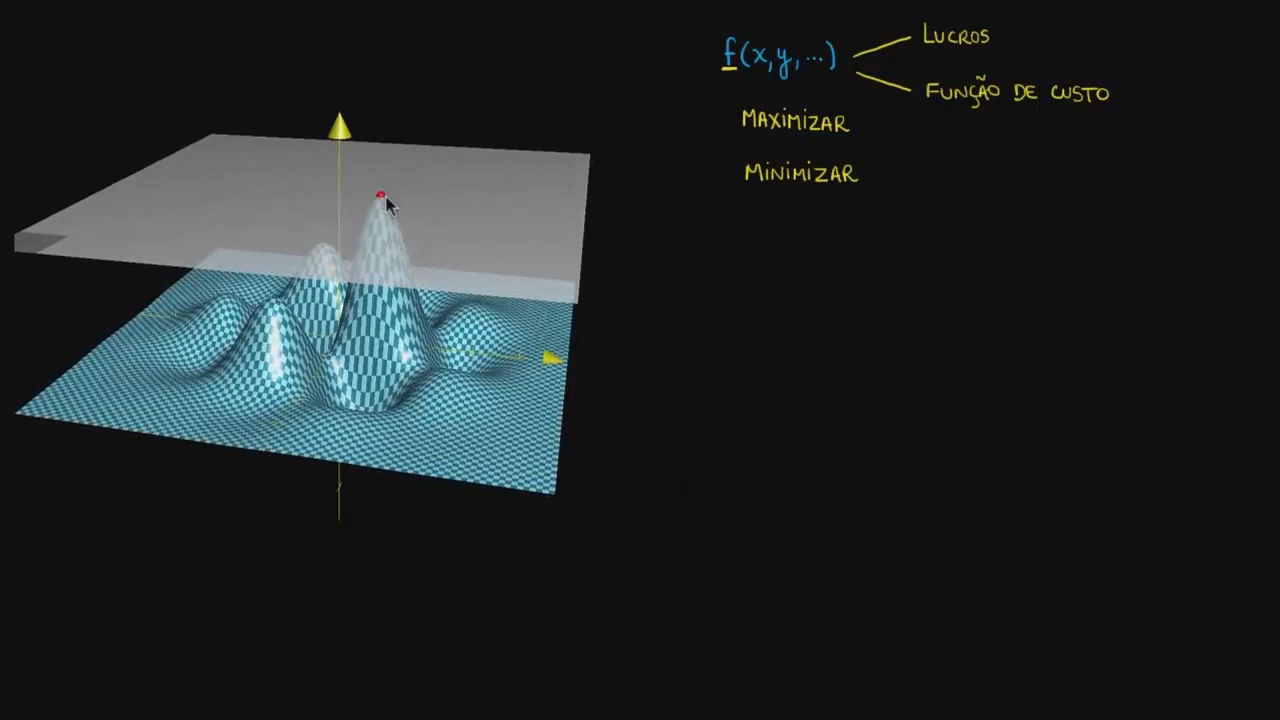 f(x,y,...)
LUCROS
FUNÇÃO DE CUSTO
MAXIMIZAR
MINIMIZAR